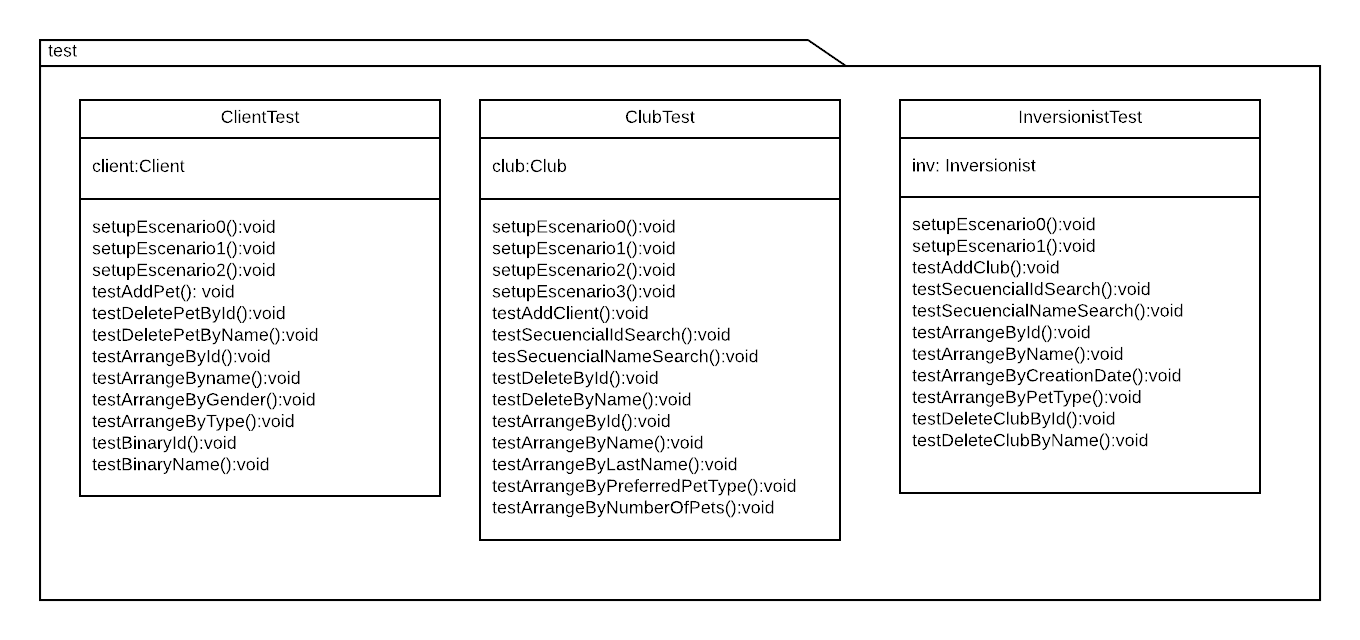 test
ClientTest
client:Client
setupEscenario0():void
setupEscenario1():void
setupEscenario2():void
testAddPet(): void
testDeletePetById():void
testDeletePetByName():void
testArrangeById():void
testArrangeByname():void
testArrangeByGender():void
testArrangeByType():void
testBinaryId():void
testBinaryName():void
ClubTest
club:Club
setupEscenario0():void
setupEscenario1():void
setupEscenario2():void
setupEscenario3():void
testAddClient():void
testSecuencialIdSearch():void
tesSecuencialNameSearch():void
testDeleteById():void
testDeleteByName():void
testArrangeById():void
testArrangeByName():void
testArrangeByLastName():void
testArrangeByPreferredPetType():void
testArrangeByNumberOfPets():void
InversionistTest
inv: Inversionist
setupEscenario0():void
setupEscenario1():void
testAddClub():void
testSecuencialIdSearch():void
testSecuencialNameSearch():void
testArrangeById():void
testArrangeByName():void
testArrangeByCreationDate():void
testArrangeByPetType():void
testDeleteClubById():void
testDeleteClubByName():void